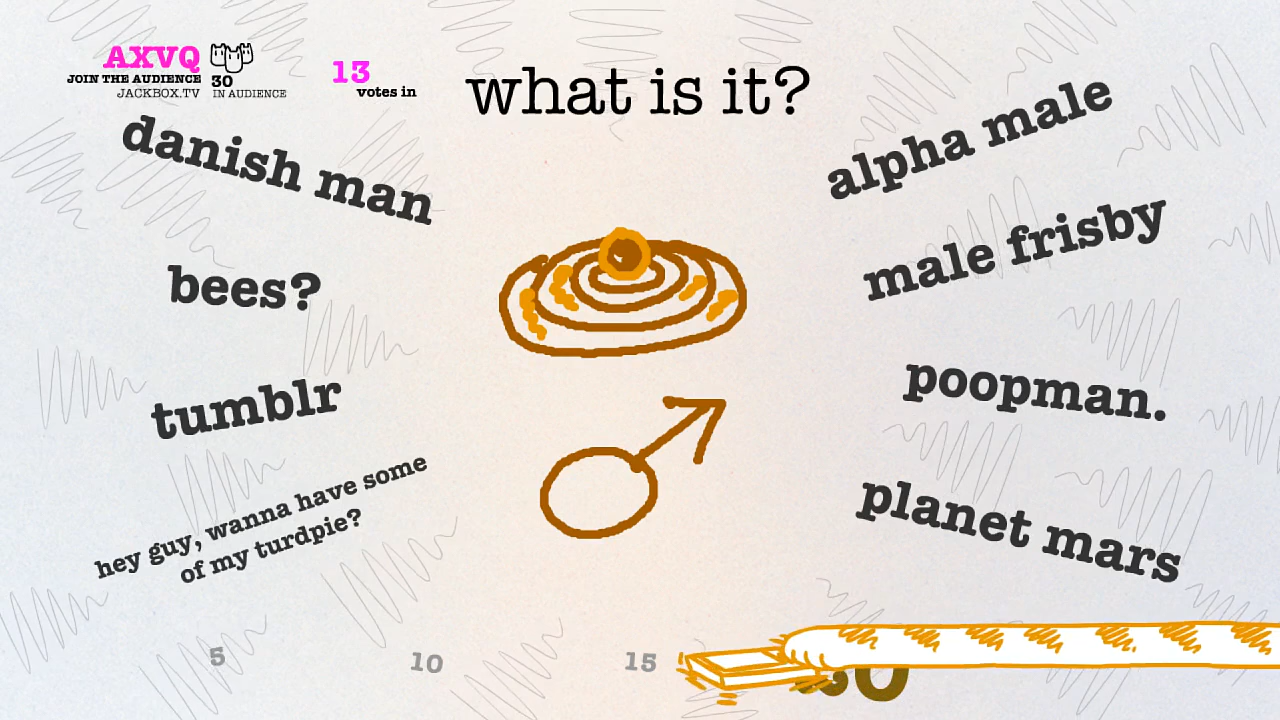 AXVQ
JOIN THE AUDIENCE
JACKBOX.TV
30
IN AUDIENCE
13
votes in
what is it?
danish man
bees?
tumblr
hey guy, wanna have some
of my turdpie?
alpha male
male frisby
poopman.
planet mars
5
10
15